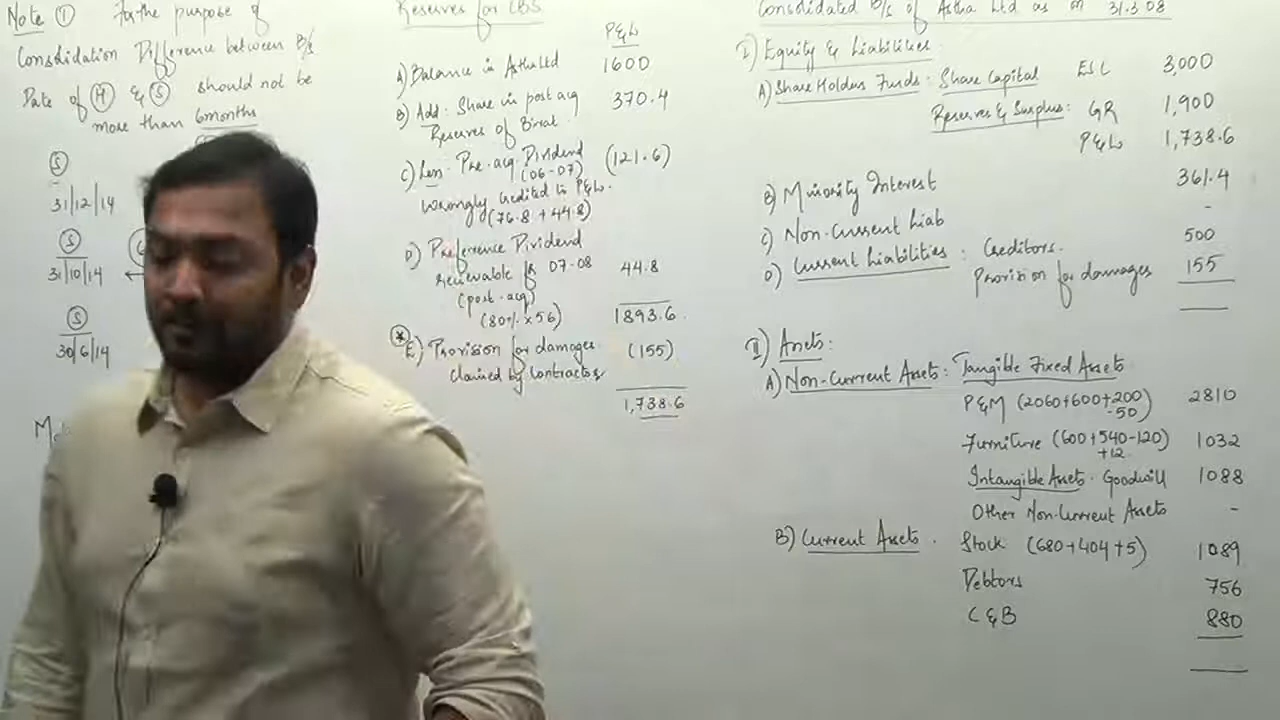 Note ① For the purpose of
Consolidation Difference between B/s
Date of Ⓗ & Ⓢ should not be
more than 6months
Ⓢ
31/12/14
Ⓢ
31/10/14 ←
Ⓢ
30/6/14
Reserves for CBS
P&L
A) Balance in Astha Ltd 1600
B) Add: Share in post acq 370.4
Reserves of Birat.
C) Less: Pre-acq. Dividend (121.6)
(06-07)
wrongly credited to P&L.
(76.8 + 44.8)
D) Preference Dividend
receivable for 07-08 44.8
(post-acq)
(80% x 56) 1893.6
* E) Provision for damages (155)
claimed by contractor
1,738.6
Consolidated B/s of Astha Ltd as on 31.3.08
I) Equity & Liabilities
A) Share Holders Funds: Share Capital ESC 3,000
Reserves & Surplus: GR 1,900
P&L 1,738.6
B) Minority Interest 361.4
C) Non-Current Liab -
D) Current Liabilities: Creditors. 500
Provision for damages 155
II) Assets:
A) Non-Current Assets: Tangible Fixed Assets
P&M (2060+600+200 2810
-50)
Furniture (600+540-120) 1032
+12
Intangible Assets. Goodwill 1088
Other Non-Current Assets -
B) Current Assets. Stock (680+404+5) 1089
Debtors 756
C&B 880